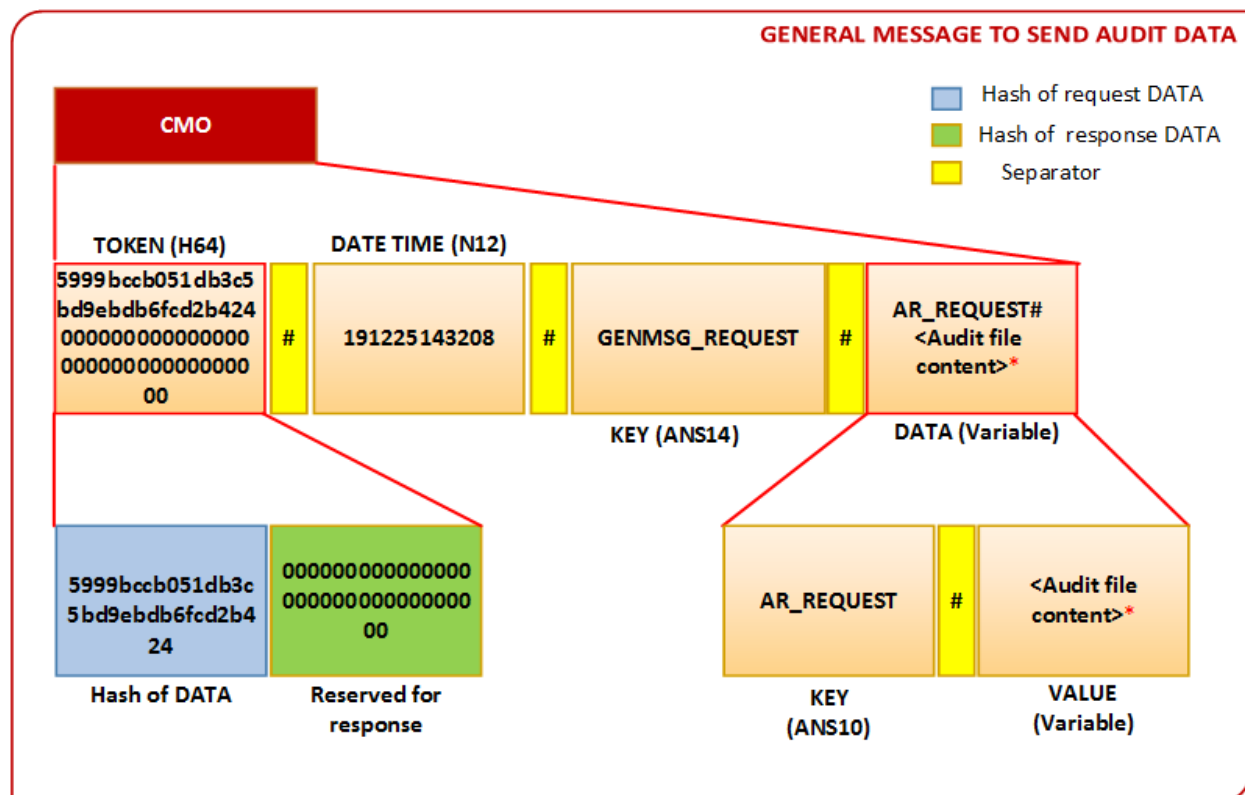 GENERAL MESSAGE TO SEND AUDIT DATA
Hash of request DATA
Hash of response DATA
Separator
CMO
TOKEN (H64)
DATE TIME (N12)
5999bccb051db3c5
bd9ebdb6fcd2b424
000000000000000
000000000000000
00
#
191225143208
#
GENMSG_REQUEST
#
AR_REQUEST#
<Audit file
content>*
KEY (ANS14)
DATA (Variable)
5999bccb051db3c
5bd9ebdb6fcd2b4
24
000000000000000
000000000000000
00
AR_REQUEST
#
<Audit file
content>*
Hash of DATA
Reserved for
response
KEY
(ANS10)
VALUE
(Variable)